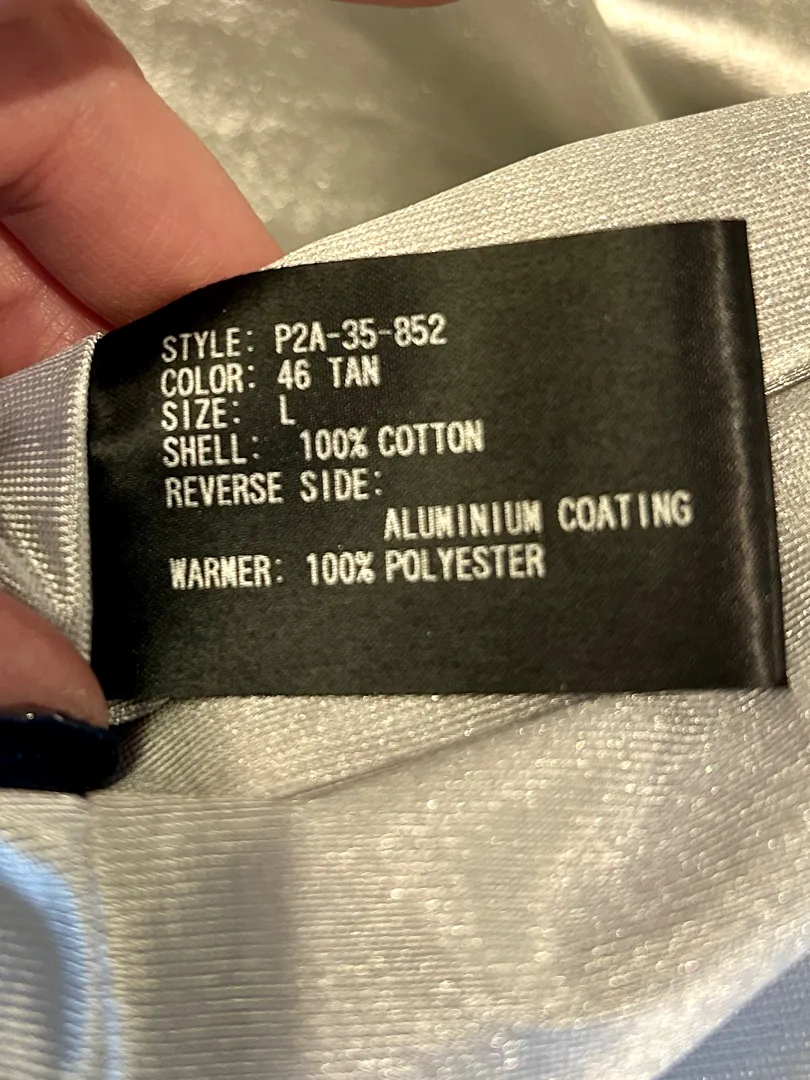 STYLE: P2A-35-852
COLOR: 46 TAN
SIZE: L
SHELL: 100% COTTON
REVERSE SIDE:
ALUMINIUM COATING
WARMER: 100% POLYESTER